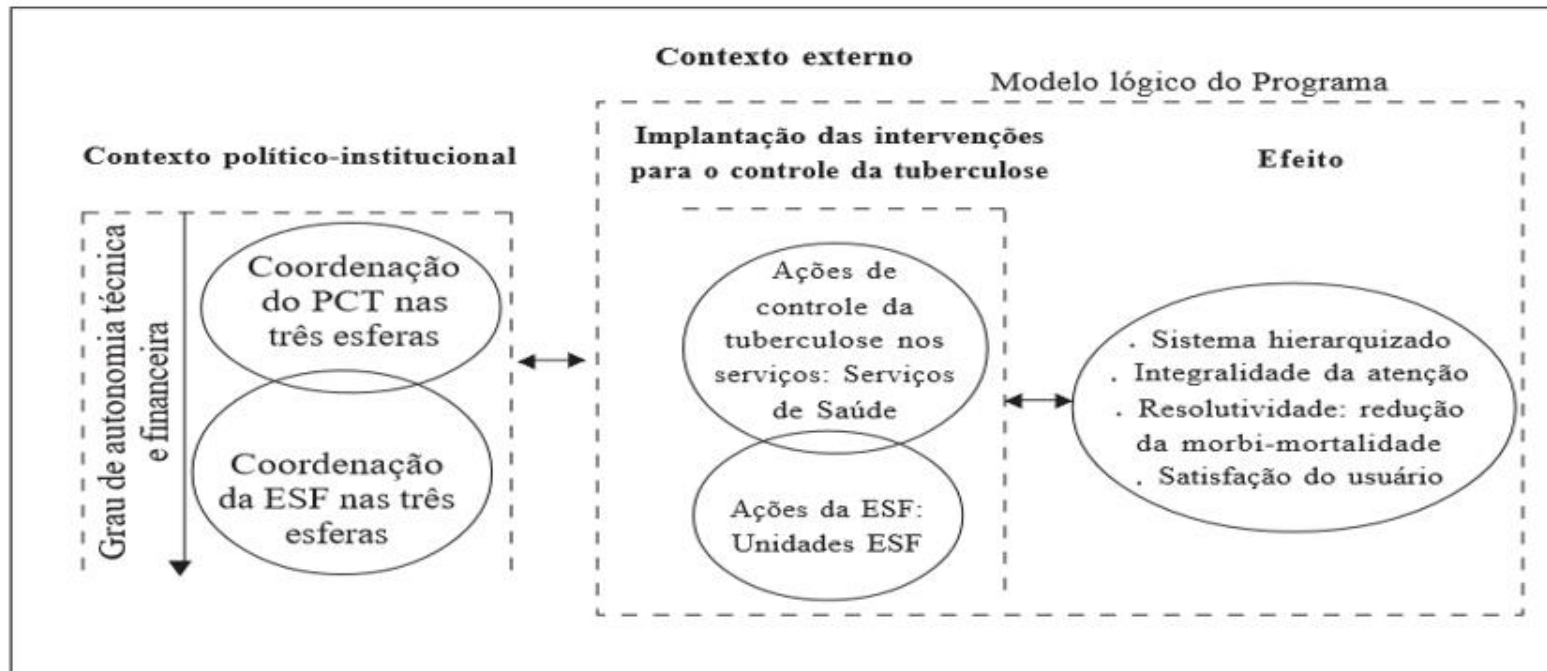 Contexto externo
Modelo lógico do Programa
Contexto político-institucional
Implantação das intervenções
para o controle da tuberculose
Efeito
Grau de autonomia técnica
e financeira
Coordenação
do PCT nas
três esferas
Coordenação
da ESF nas três
esferas
Ações de
controle da
tuberculose nos
serviços: Serviços
de Saúde
Ações da ESF:
Unidades ESF
. Sistema hierarquizado
. Integralidade da atenção
. Resolutividade: redução
da morbi-mortalidade
. Satisfação do usuário